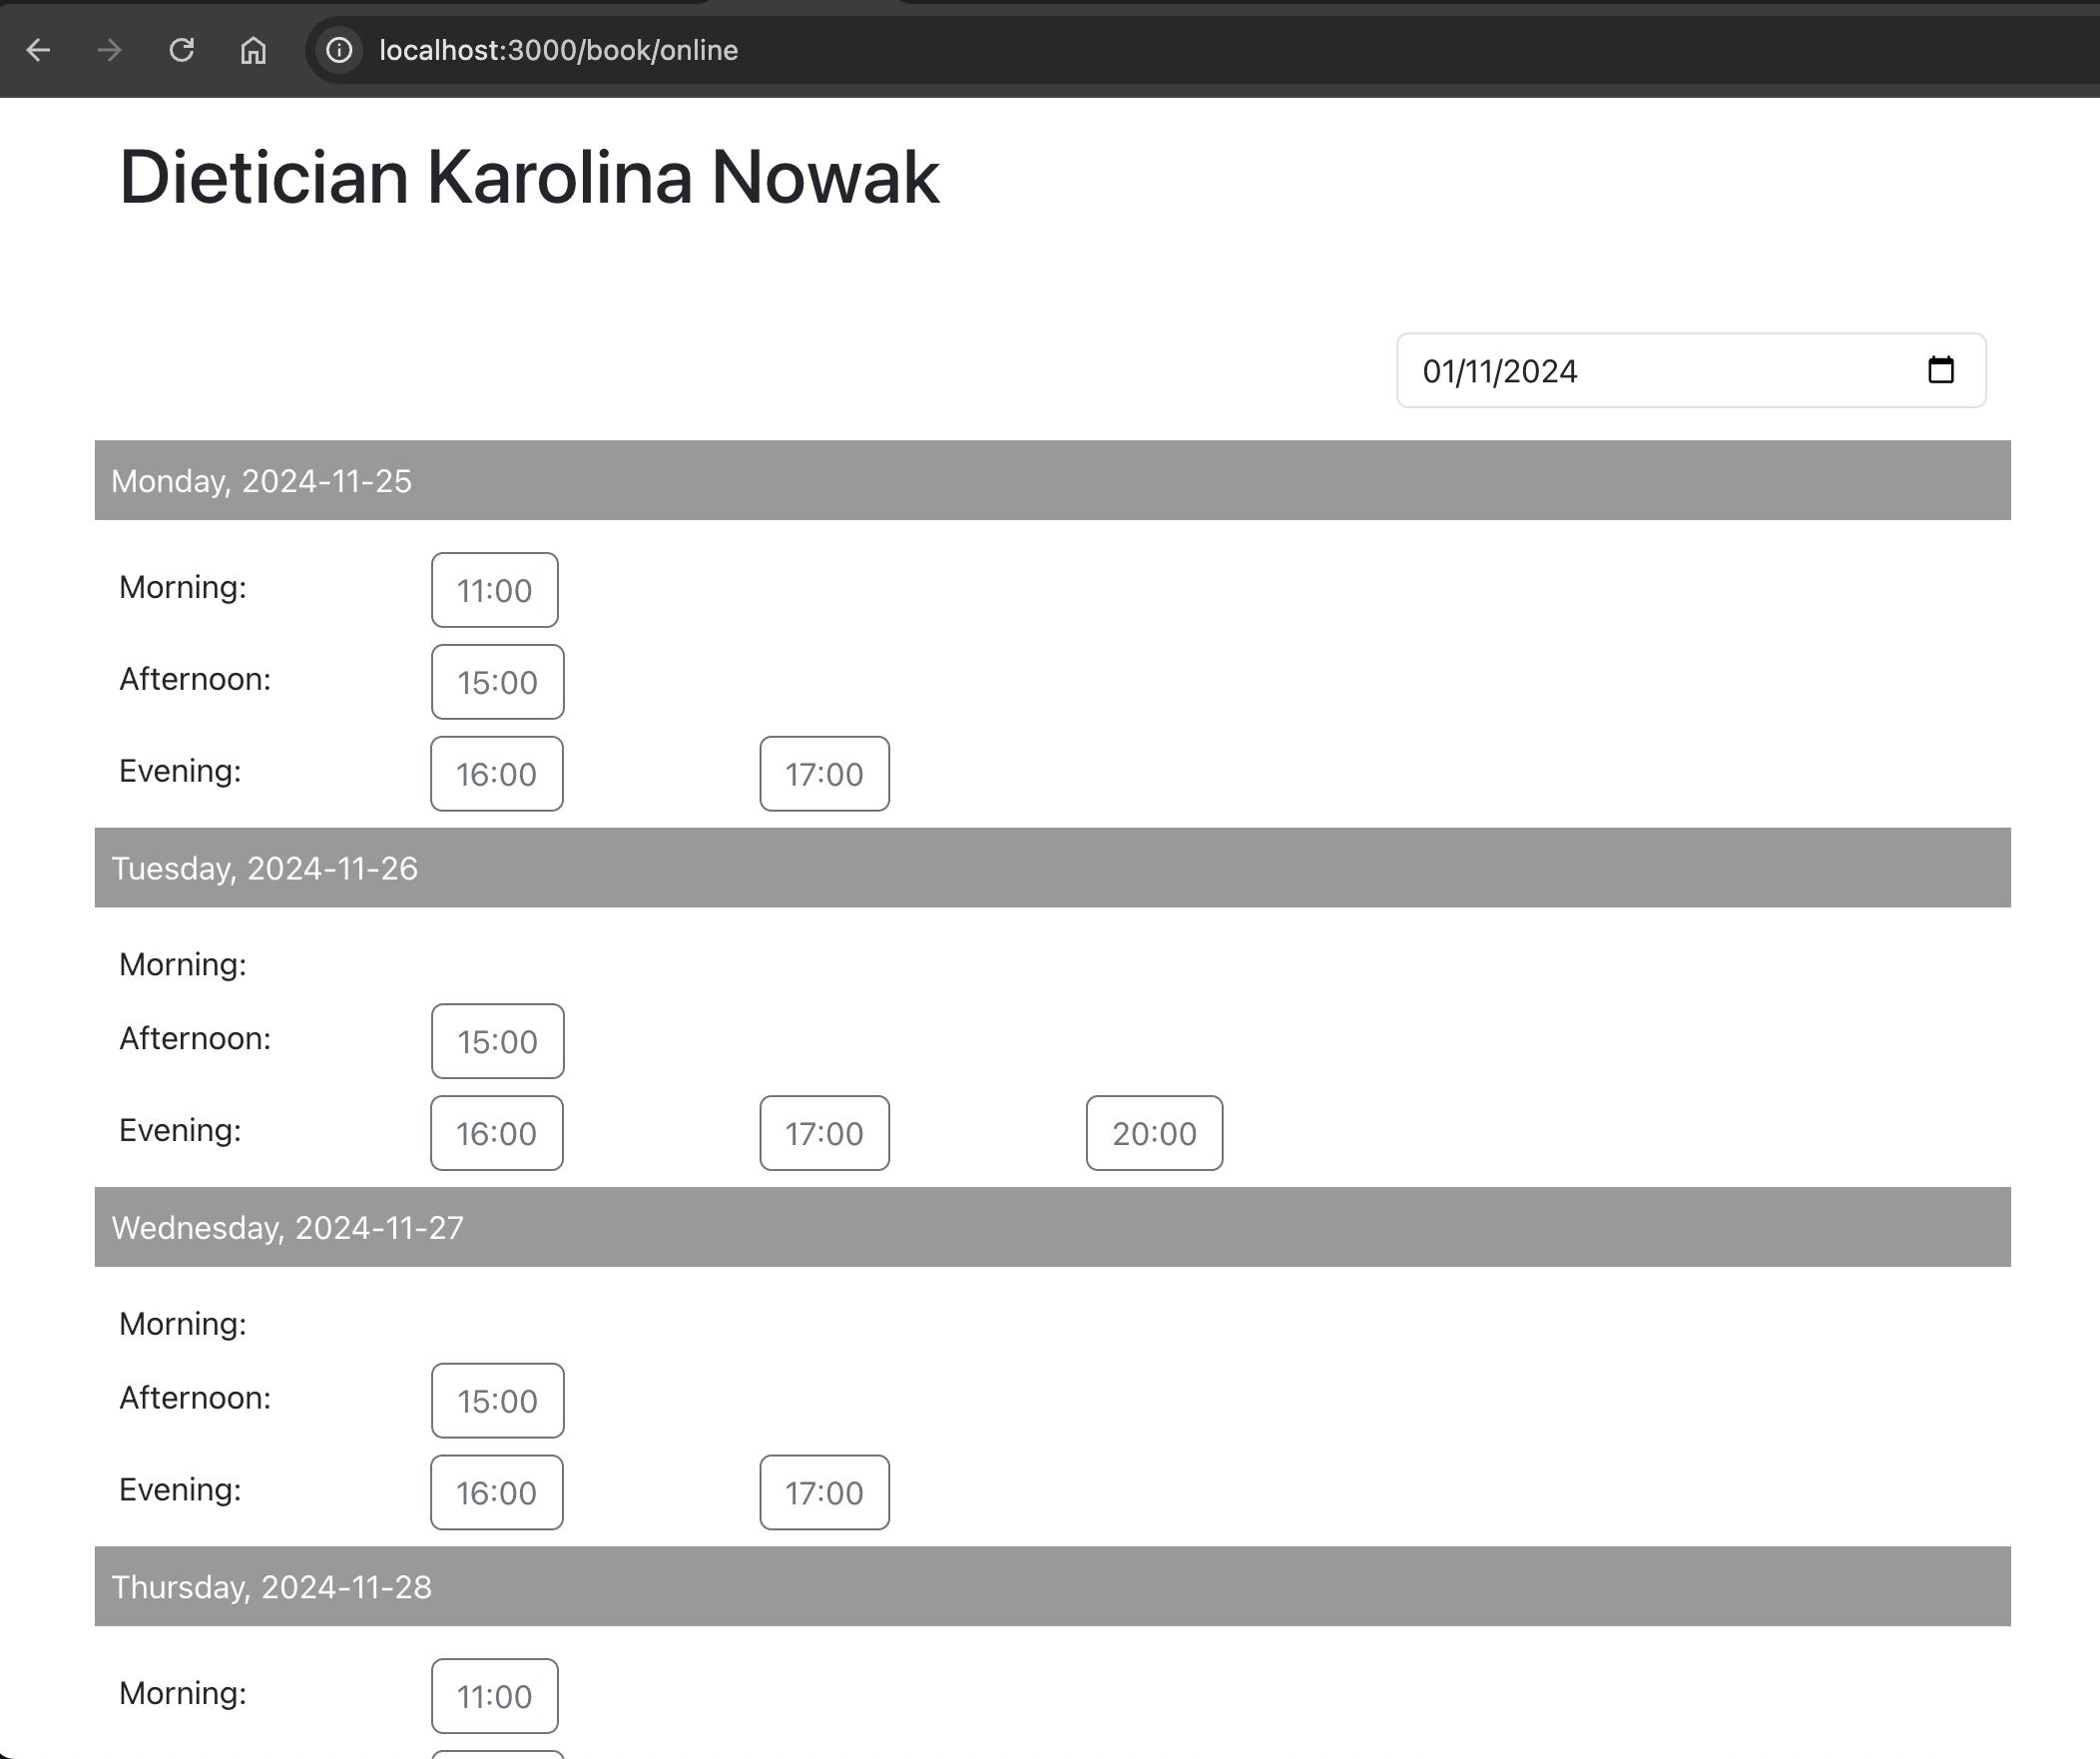 localhost:3000/book/online
Dietician Karolina Nowak
01/11/2024
Monday, 2024-11-25
Morning: 11:00
Afternoon: 15:00
Evening: 16:00 17:00
Tuesday, 2024-11-26
Morning:
Afternoon: 15:00
Evening: 16:00 17:00 20:00
Wednesday, 2024-11-27
Morning:
Afternoon: 15:00
Evening: 16:00 17:00
Thursday, 2024-11-28
Morning: 11:00